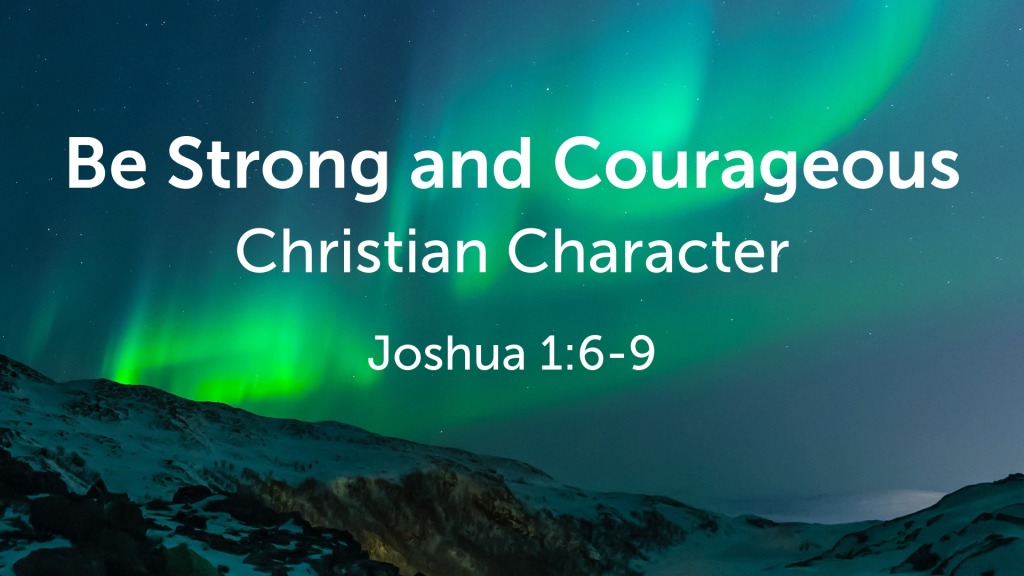 Be Strong and Courageous
Christian Character
Joshua 1:6-9